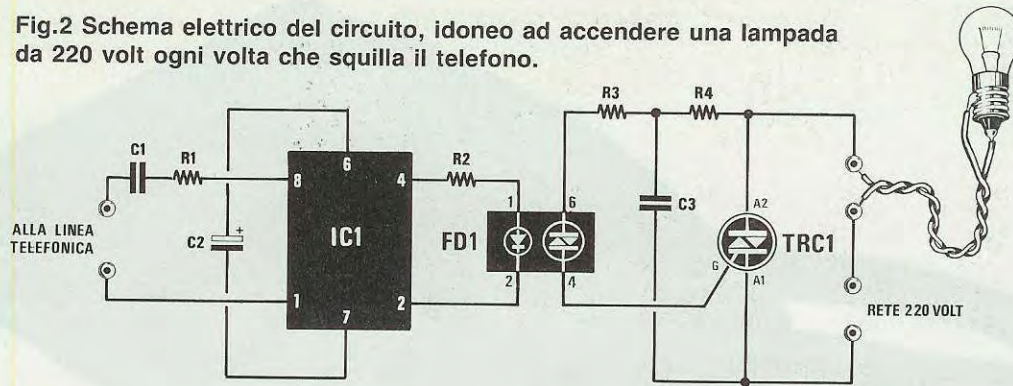 Fig.2 Schema elettrico del circuito, idoneo ad accendere una lampada
da 220 volt ogni volta che squilla il telefono.
C1
R1
ALLA LINEA
TELEFONICA
C2
+
8
6
4
IC1
1
7
2
R2
1
6
FD1
2
4
R3
R4
C3
A2
TRC1
G
A1
RETE 220 VOLT